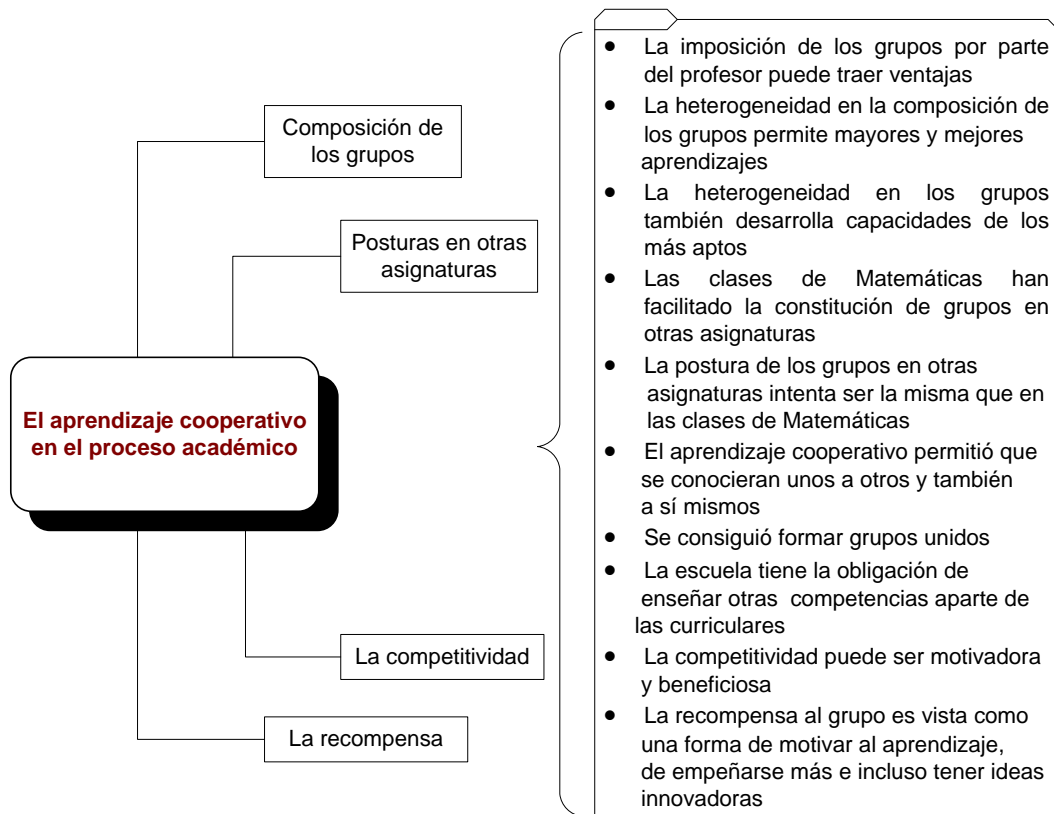 Composición de
los grupos
Posturas en otras
asignaturas
El aprendizaje cooperativo
en el proceso académico
La competitividad
La recompensa
• La imposición de los grupos por parte
del profesor puede traer ventajas
• La heterogeneidad en la composición de
los grupos permite mayores y mejores
aprendizajes
• La heterogeneidad en los grupos
también desarrolla capacidades de los
más aptos
• Las clases de Matemáticas han
facilitado la constitución de grupos en
otras asignaturas
• La postura de los grupos en otras
asignaturas intenta ser la misma que en
las clases de Matemáticas
• El aprendizaje cooperativo permitió que
se conocieran unos a otros y también
a sí mismos
• Se consiguió formar grupos unidos
• La escuela tiene la obligación de
enseñar otras competencias aparte de
las curriculares
• La competitividad puede ser motivadora
y beneficiosa
• La recompensa al grupo es vista como
una forma de motivar al aprendizaje,
de empeñarse más e incluso tener ideas
innovadoras